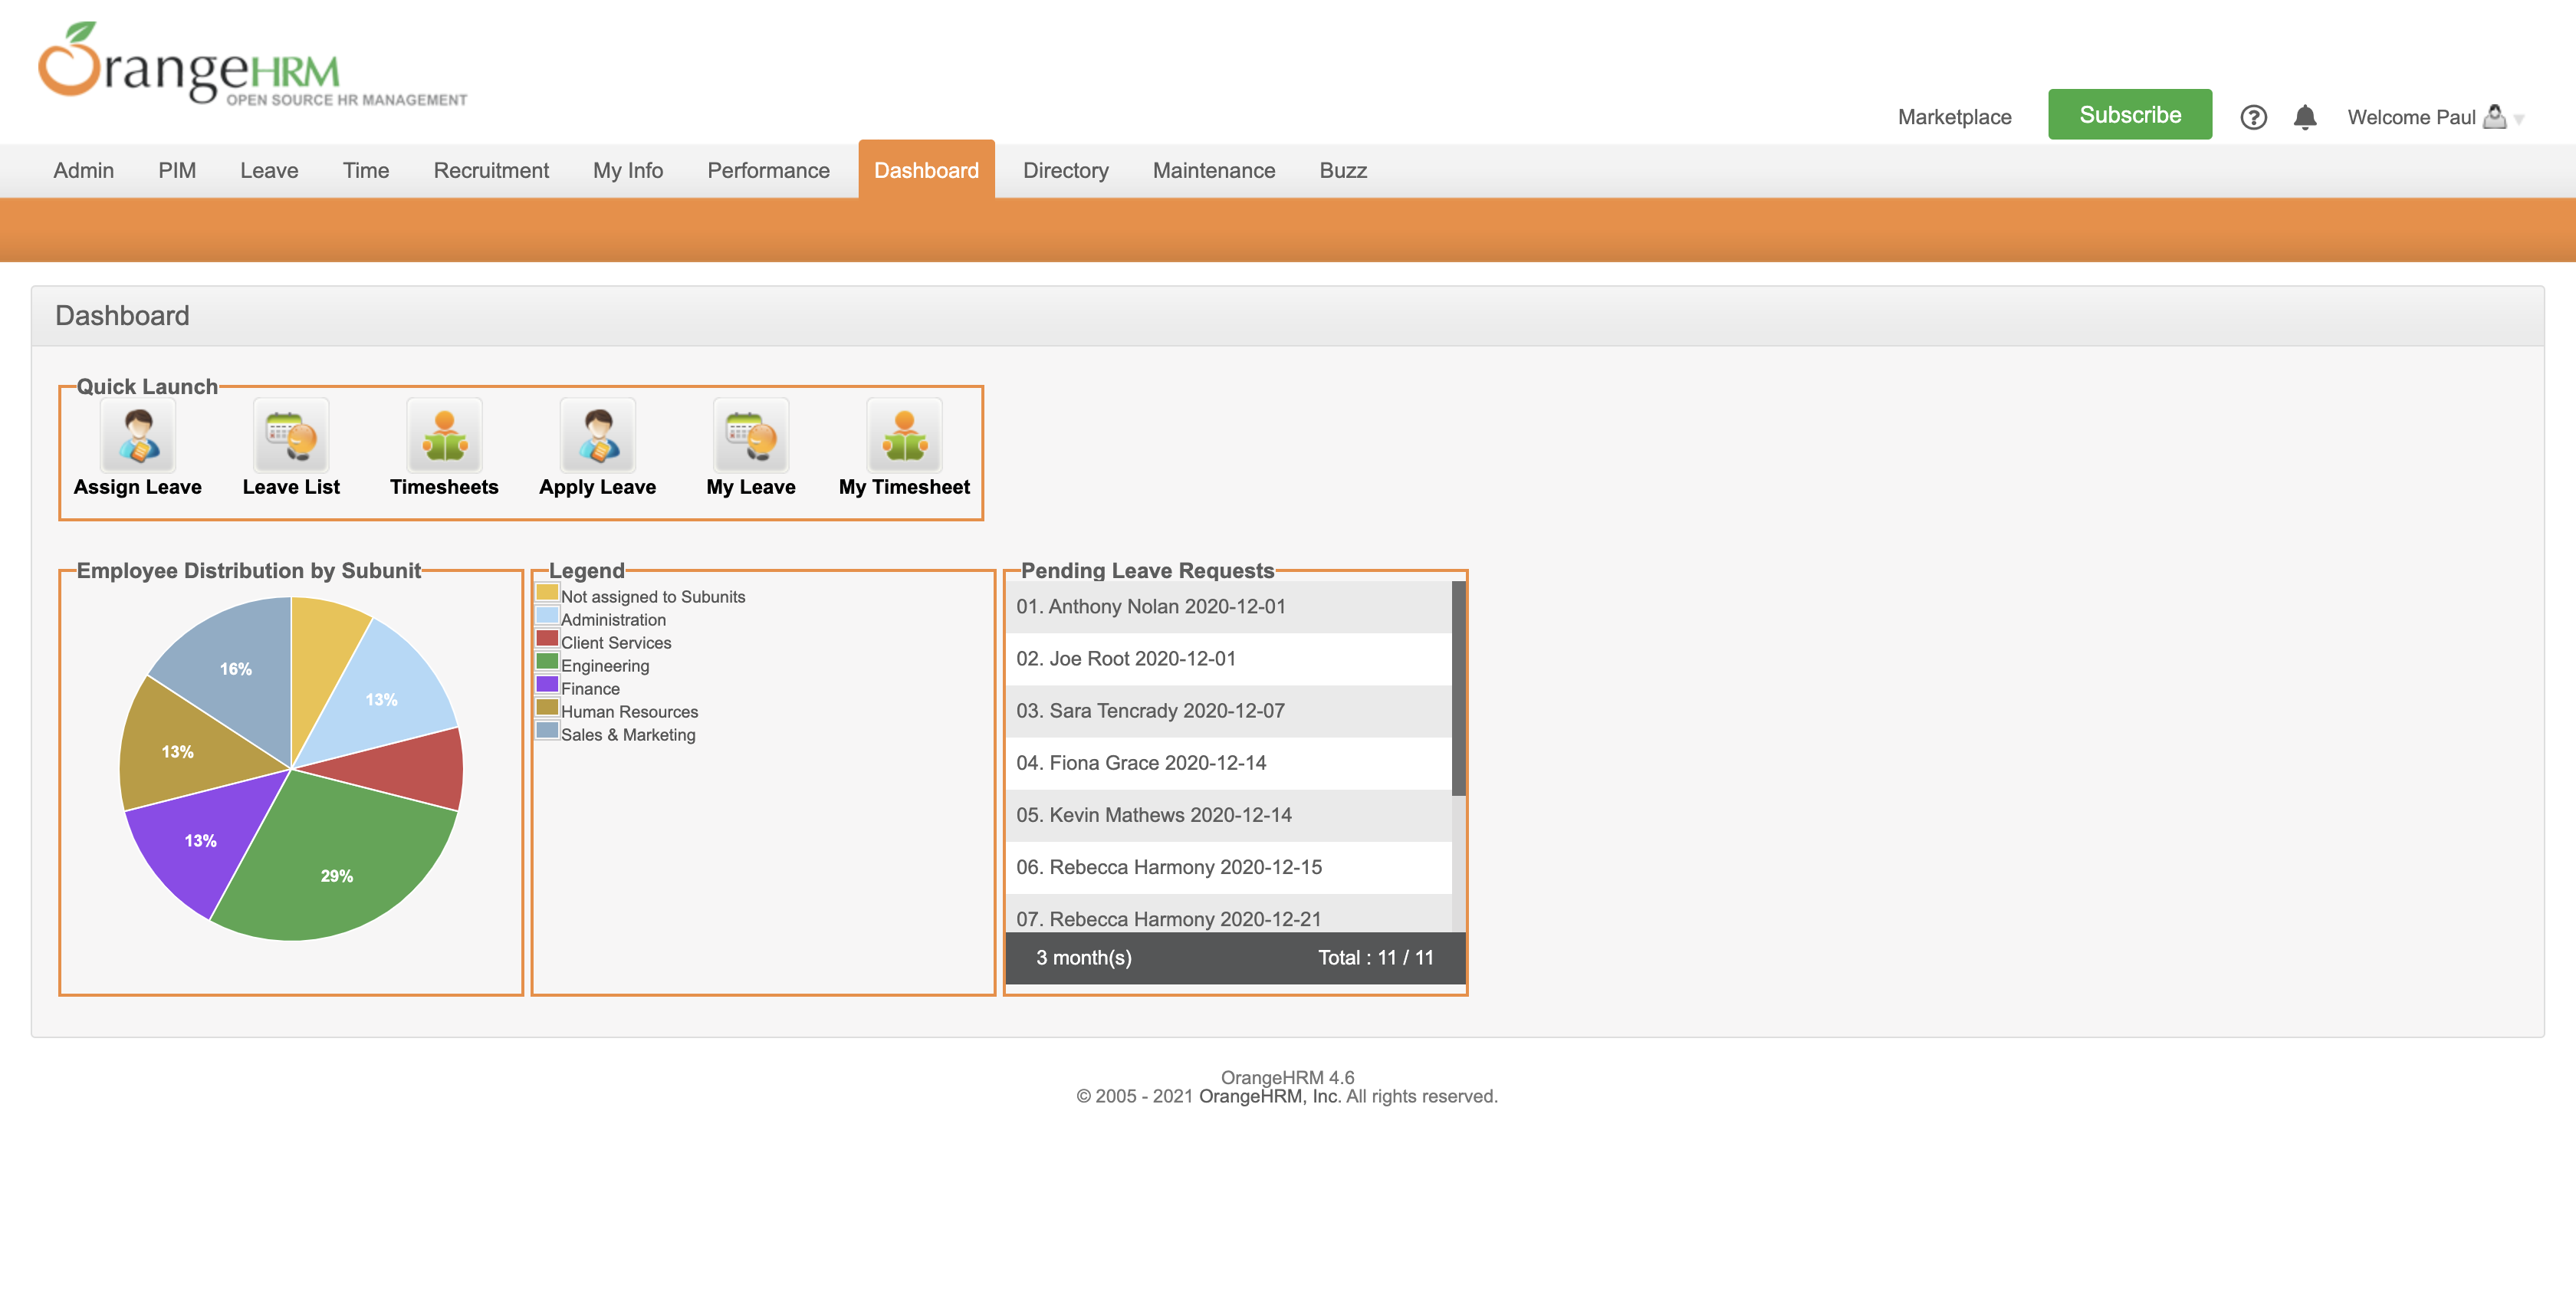 OrangeHRM
OPEN SOURCE HR MANAGEMENT
Marketplace
Subscribe
Welcome Paul
Admin PIM Leave Time Recruitment My Info Performance Dashboard Directory Maintenance Buzz
Dashboard
Quick Launch
Assign Leave
Leave List
Timesheets
Apply Leave
My Leave
My Timesheet
Employee Distribution by Subunit
16%
13%
13%
13%
29%
Legend
Not assigned to Subunits
Administration
Client Services
Engineering
Finance
Human Resources
Sales & Marketing
Pending Leave Requests
01. Anthony Nolan 2020-12-01
02. Joe Root 2020-12-01
03. Sara Tencrady 2020-12-07
04. Fiona Grace 2020-12-14
05. Kevin Mathews 2020-12-14
06. Rebecca Harmony 2020-12-15
07. Rebecca Harmony 2020-12-21
3 month(s) Total : 11 / 11
OrangeHRM 4.6
© 2005 - 2021 OrangeHRM, Inc. All rights reserved.